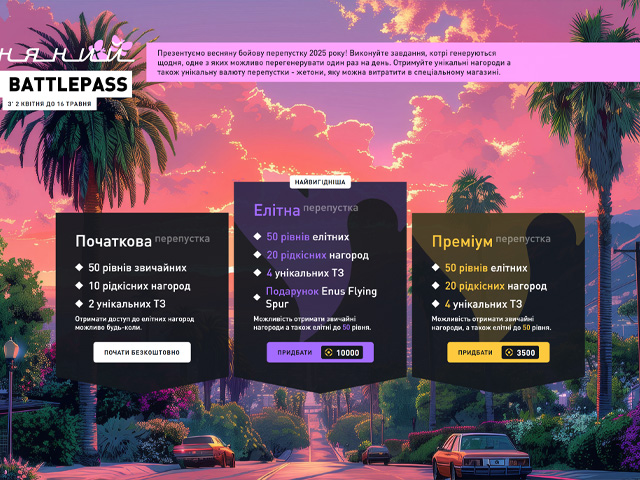 няний
BATTLEPASS
З' 2 КВІТНЯ ДО 16 ТРАВНЯ
Презентуємо весняну бойову перепустку 2025 року! Виконуйте завдання, котрі генеруються
щодня, одне з яких можливо перегенерувати один раз на день. Отримуйте унікальні нагороди а
також унікальну валюту перепустки - жетони, яку можна витратити в спеціальному магазині.
Початкова перепустка
50 рівнів звичайних
10 рідкісних нагород
2 унікальних ТЗ
Отримати доступ до елітних нагород
можливо будь-коли.
ПОЧАТИ БЕЗКОШТОВНО
НАЙВИГІДНІША
Елітна перепустка
50 рівнів елітних
20 рідкісних нагород
4 унікальних ТЗ
Подарунок Enus Flying
Spur
Можливість отримати звичайні
нагороди а також елітні до 50 рівня.
ПРИДБАТИ 10000
Преміум перепустка
50 рівнів елітних
20 рідкісних нагород
4 унікальних ТЗ
Можливість отримати звичайні
нагороди, а також елітні до 50 рівня.
ПРИДБАТИ 3500